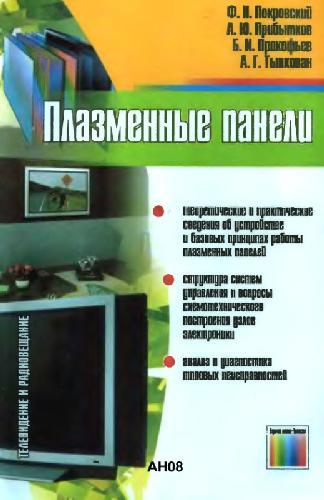 Ф. Н. Покровский
А. Ю. Прибытков
Б. И. Прокофьев
А. Г. Тывкован
Плазменные панели
теоретические и практические
сведения об устройстве
и базовых принципах работы
плазменных панелей
структура систем
управления и вопросы
схемотехнического
построения узлов
электроники
анализ и диагностика
типовых неисправностей
ТЕЛЕВИДЕНИЕ И РАДИОВЕЩАНИЕ
АН08